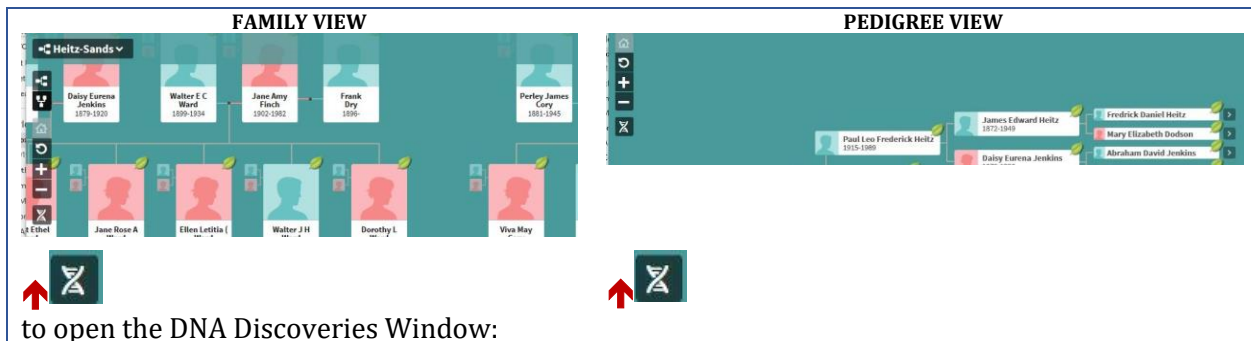 FAMILY VIEW
PEDIGREE VIEW
Heitz-Sands
Daisy Eurena
Jenkins
1879-1920
Walter E C
Ward
1899-1934
Jane Amy
Finch
1902-1982
Frank
Dry
1896-
Perley James
Cory
1881-1945
Ethel
Jane Rose A
Ellen Letitia (
Walter J H
Dorothy L
Viva May
Paul Leo Frederick Heitz
1915-1989
James Edward Heitz
1872-1949
Daisy Eurena Jenkins
Fredrick Daniel Heitz
Mary Elizabeth Dodson
Abraham David Jenkins
to open the DNA Discoveries Window: